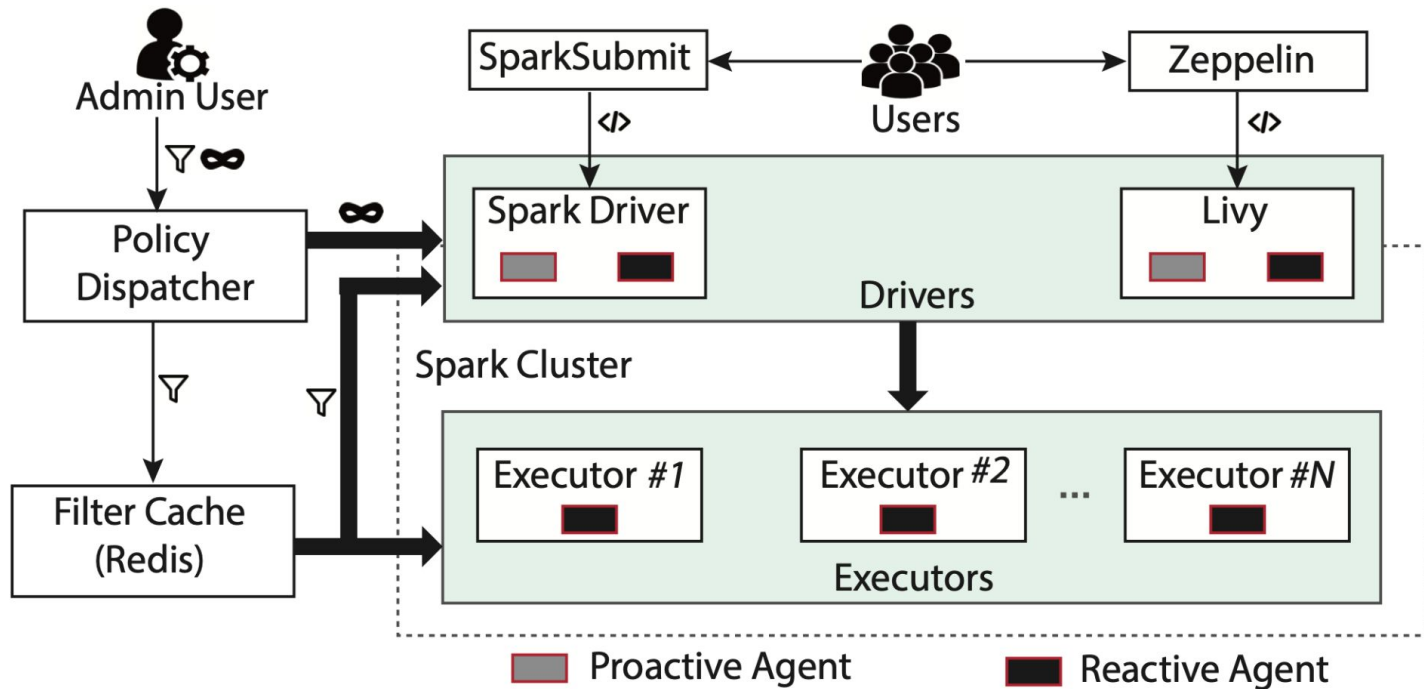 Admin User
SparkSubmit
Users
Zeppelin
</>
</>
Policy
Dispatcher
Spark Driver
Livy
Drivers
Spark Cluster
Filter Cache
(Redis)
Executor #1
Executor #2
...
Executor #N
Executors
Proactive Agent
Reactive Agent